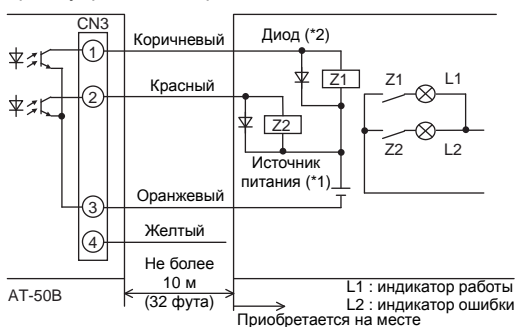 CN3
1
Коричневый
Диод (*2)
Z1
Z1
L1
2
Красный
Z2
Z2
L2
Источник
питания (*1)
3
Оранжевый
4
Желтый
Не более
10 м
(32 фута)
AT-50B
L1 : индикатор работы
L2 : индикатор ошибки
Приобретается на месте